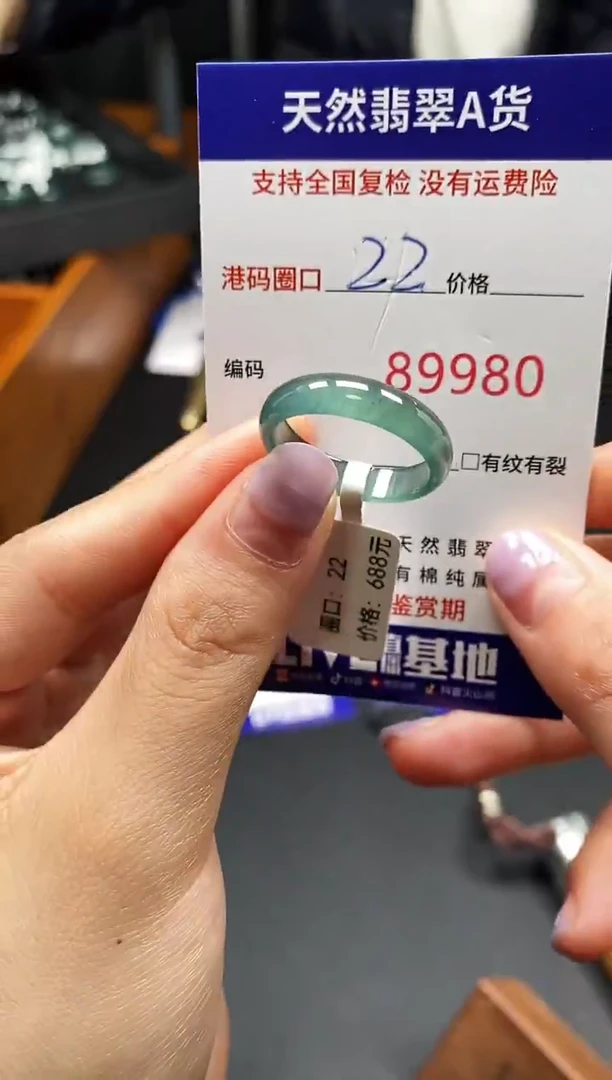 天然翡翠A货
支持全国复检 没有运费险
港码圈口 22 价格
编码 89980
□有纹有裂
天然翡翠
有棉纯属
鉴赏期
圈口：22
价格：688元
基地